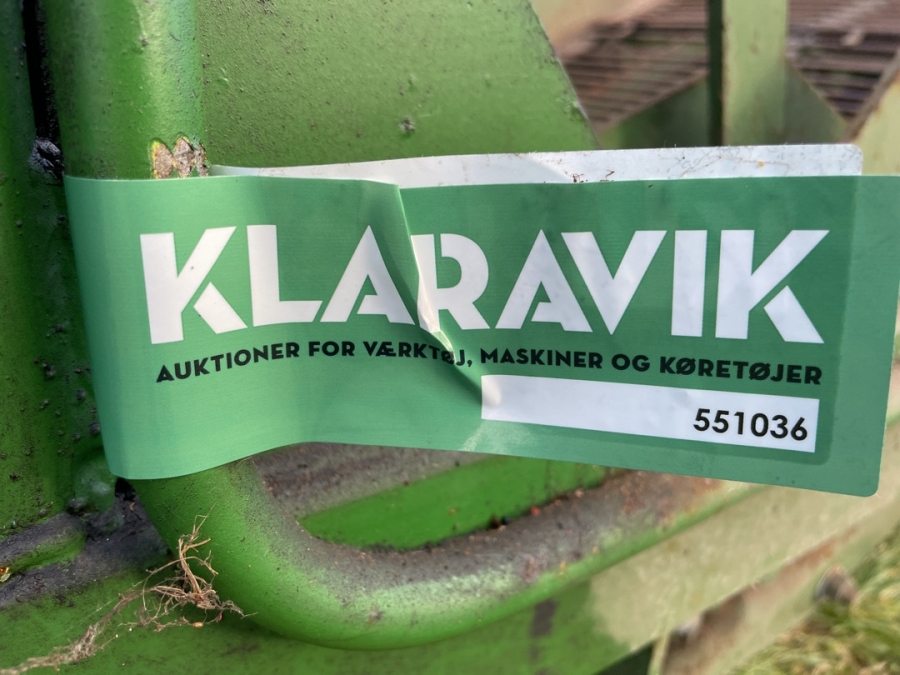 KLARAVIK
AUKTIONER FOR VÆRKTØJ, MASKINER OG KØRETØJER
551036